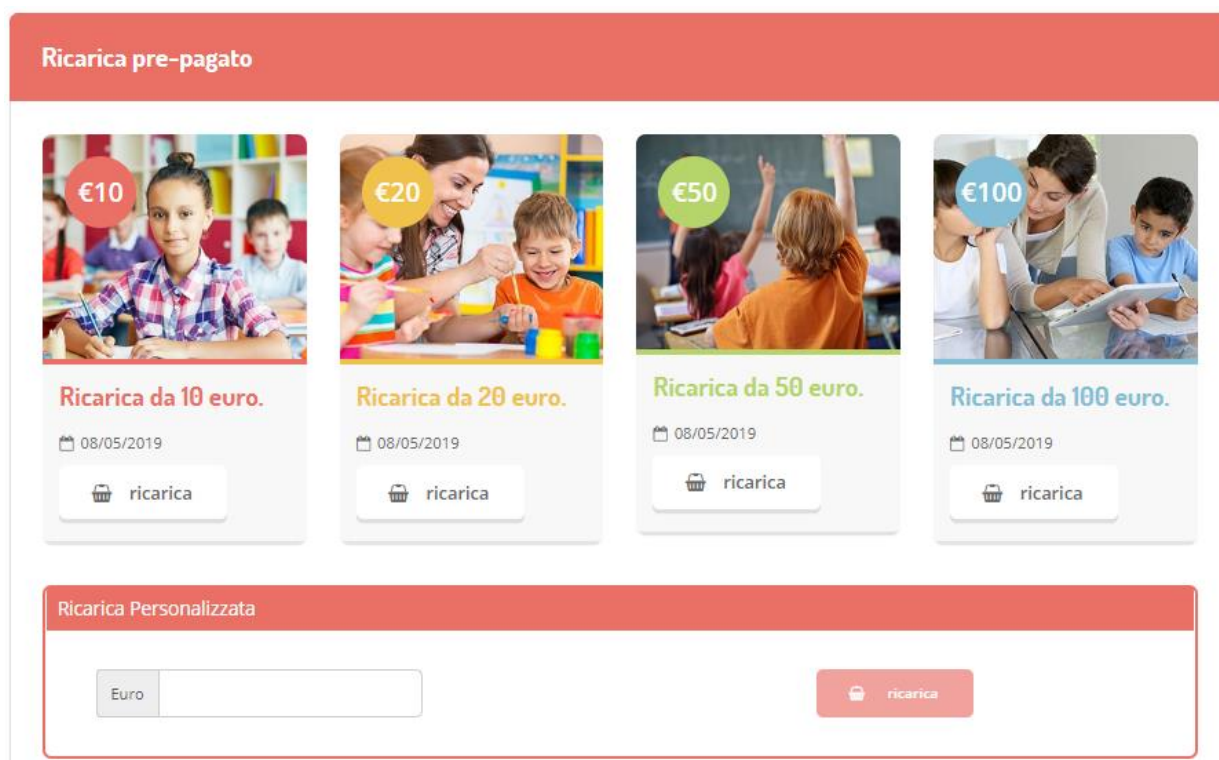 Ricarica pre-pagato
€10
€20
€50
€100
Ricarica da 10 euro.
08/05/2019
ricarica
Ricarica da 20 euro.
08/05/2019
ricarica
Ricarica da 50 euro.
08/05/2019
ricarica
Ricarica da 100 euro.
08/05/2019
ricarica
Ricarica Personalizzata
Euro
ricarica